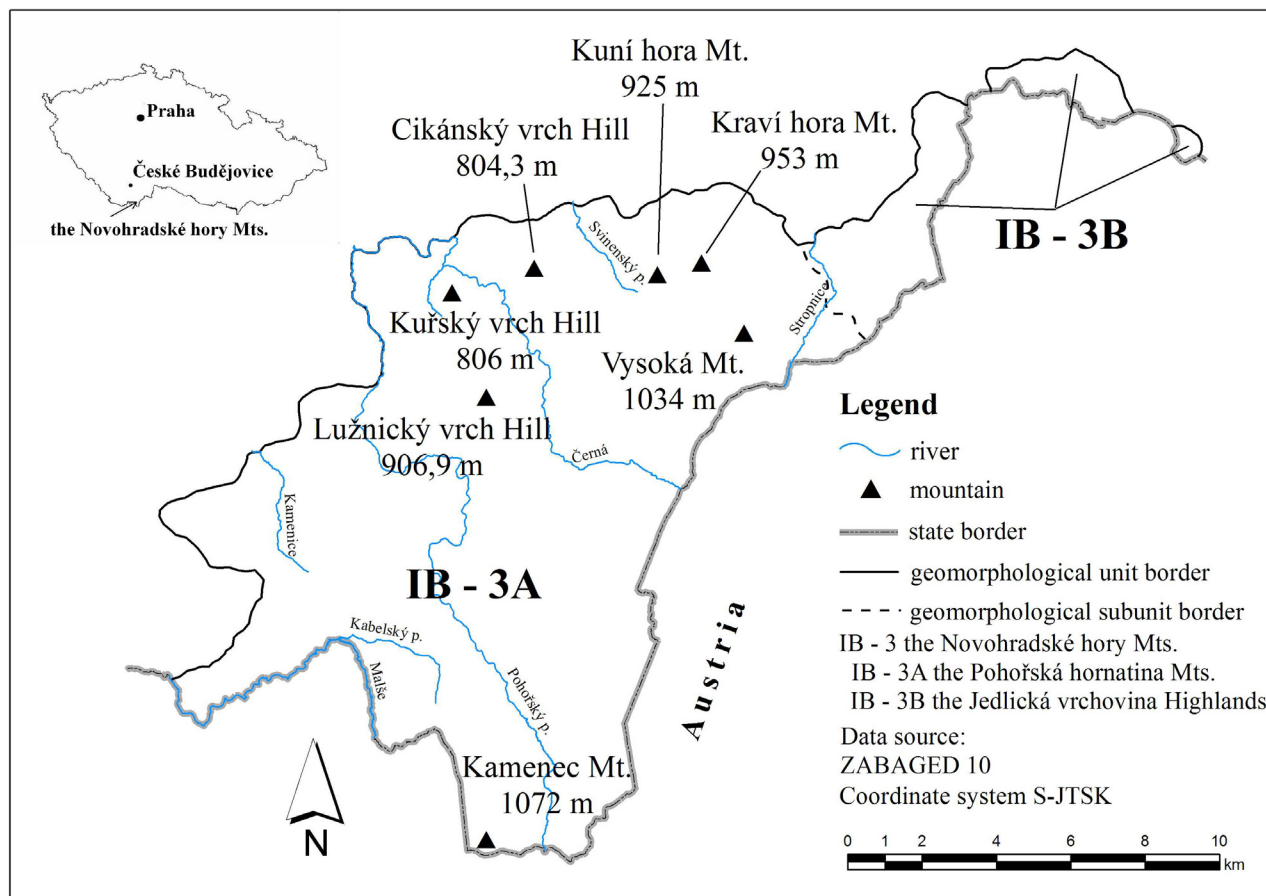 Praha
České Budějovice
the Novohradské hory Mts.
Kuní hora Mt.
925 m
Cikánský vrch Hill
804,3 m
Kraví hora Mt.
953 m
IB - 3B
Svinenský p.
Stropnice
Kuřský vrch Hill
806 m
Vysoká Mt.
1034 m
Lužnický vrch Hill
906,9 m
Černá
Kamenice
IB - 3A
Kabelský p.
Malše
Pohořský p.
Austria
Kamenec Mt.
1072 m
N
Legend
river
mountain
state border
geomorphological unit border
geomorphological subunit border
IB - 3 the Novohradské hory Mts.
IB - 3A the Pohořská hornatina Mts.
IB - 3B the Jedlická vrchovina Highlands
Data source:
ZABAGED 10
Coordinate system S-JTSK
0 1 2 4 6 8 10
km